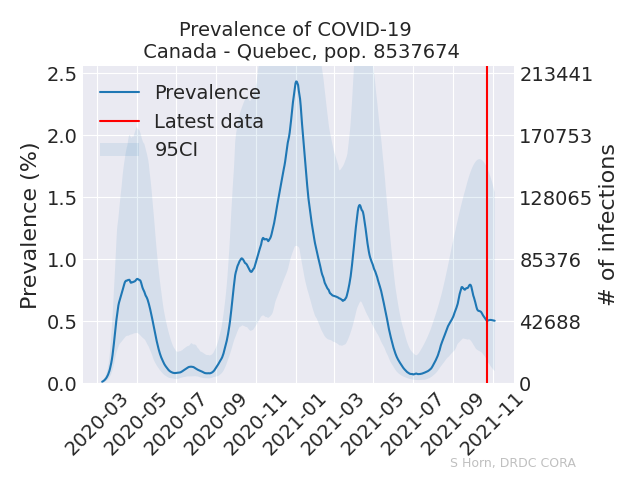 Prevalence of COVID-19
Canada - Quebec, pop. 8537674
2.5
2.0
1.5
1.0
0.5
0.0
Prevalence (%)
Prevalence
Latest data
95CI
213441
170753
128065
85376
42688
0
# of infections
2020-03
2020-05
2020-07
2020-09
2020-11
2021-01
2021-03
2021-05
2021-07
2021-09
2021-11
S Horn, DRDC CORA